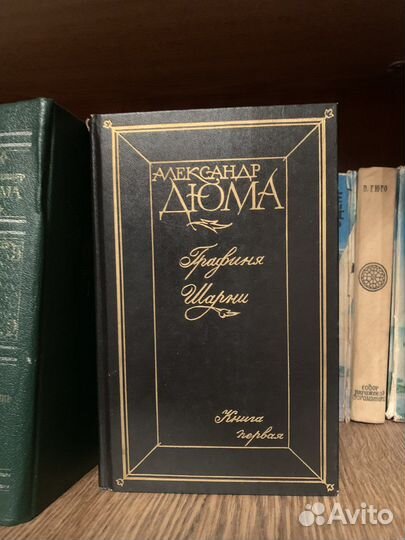 АЛЕКСАНДР
ДЮМА
Графиня
Шарни
Книга
первая
В. ГЮГО
Avito